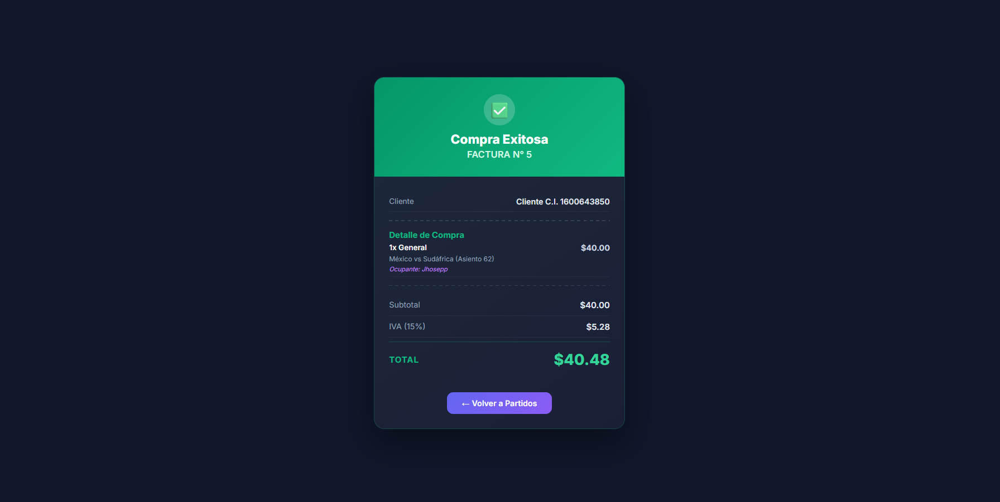 Compra Exitosa
FACTURA N° 5
Cliente Cliente C.I. 1600643850
Detalle de Compra
1x General $40.00
México vs Sudáfrica (Asiento 62)
Ocupante: Jhosepp
Subtotal $40.00
IVA (15%) $5.28
TOTAL $40.48
← Volver a Partidos